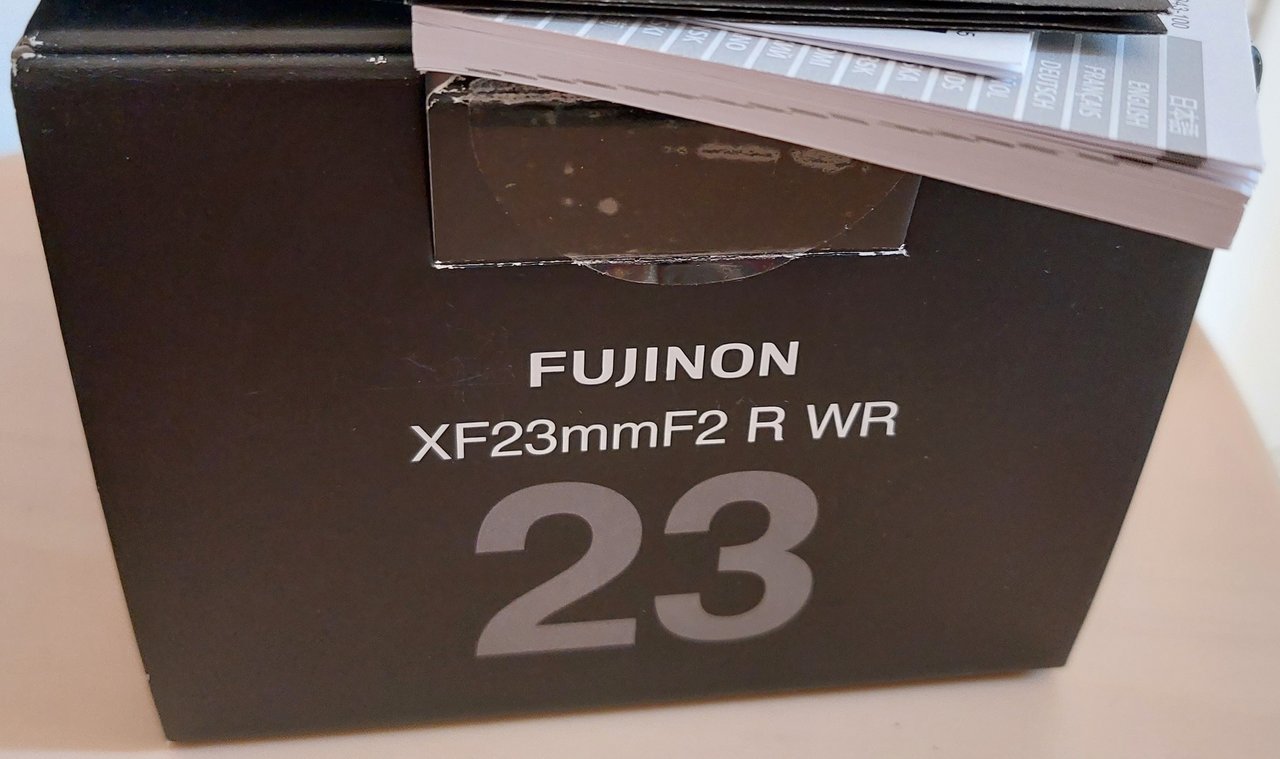 日本語
ENGLISH
FRANÇAIS
DEUTSCH
FUJINON
XF23mmF2 R WR
23